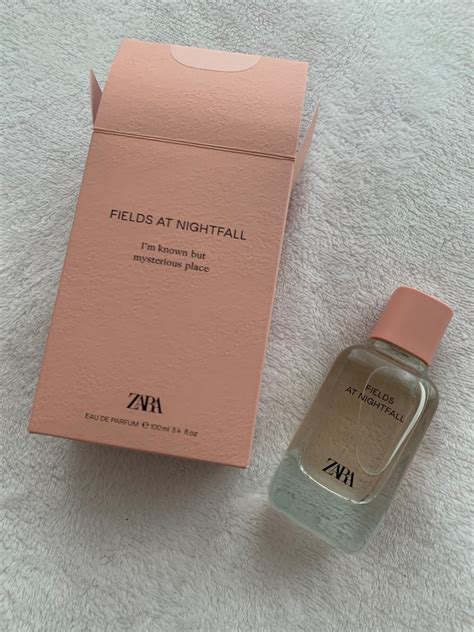 FIELDS AT NIGHTFALL
I'm known but
mysterious place
ZARA
EAU DE PARFUM ℮ 100 ml 3.4 fl. oz
FIELDS
AT NIGHTFALL
ZARA